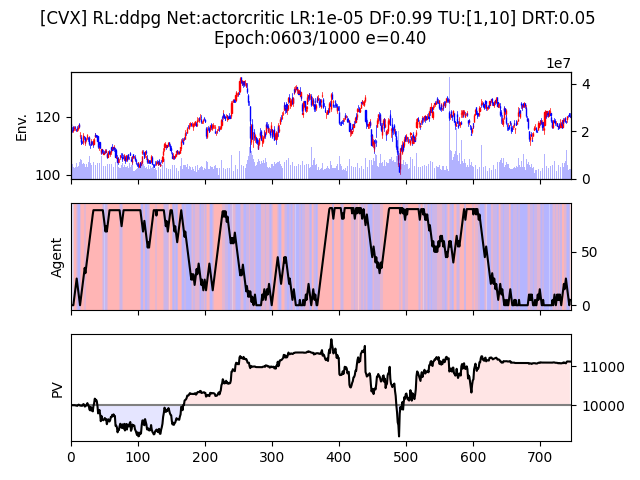 [CVX] RL:ddpg Net:actorcritic LR:1e-05 DF:0.99 TU:[1,10] DRT:0.05
Epoch:0603/1000 e=0.40
1e7
Env.
120
100
4
2
0
Agent
50
0
PV
11000
10000
0 100 200 300 400 500 600 700